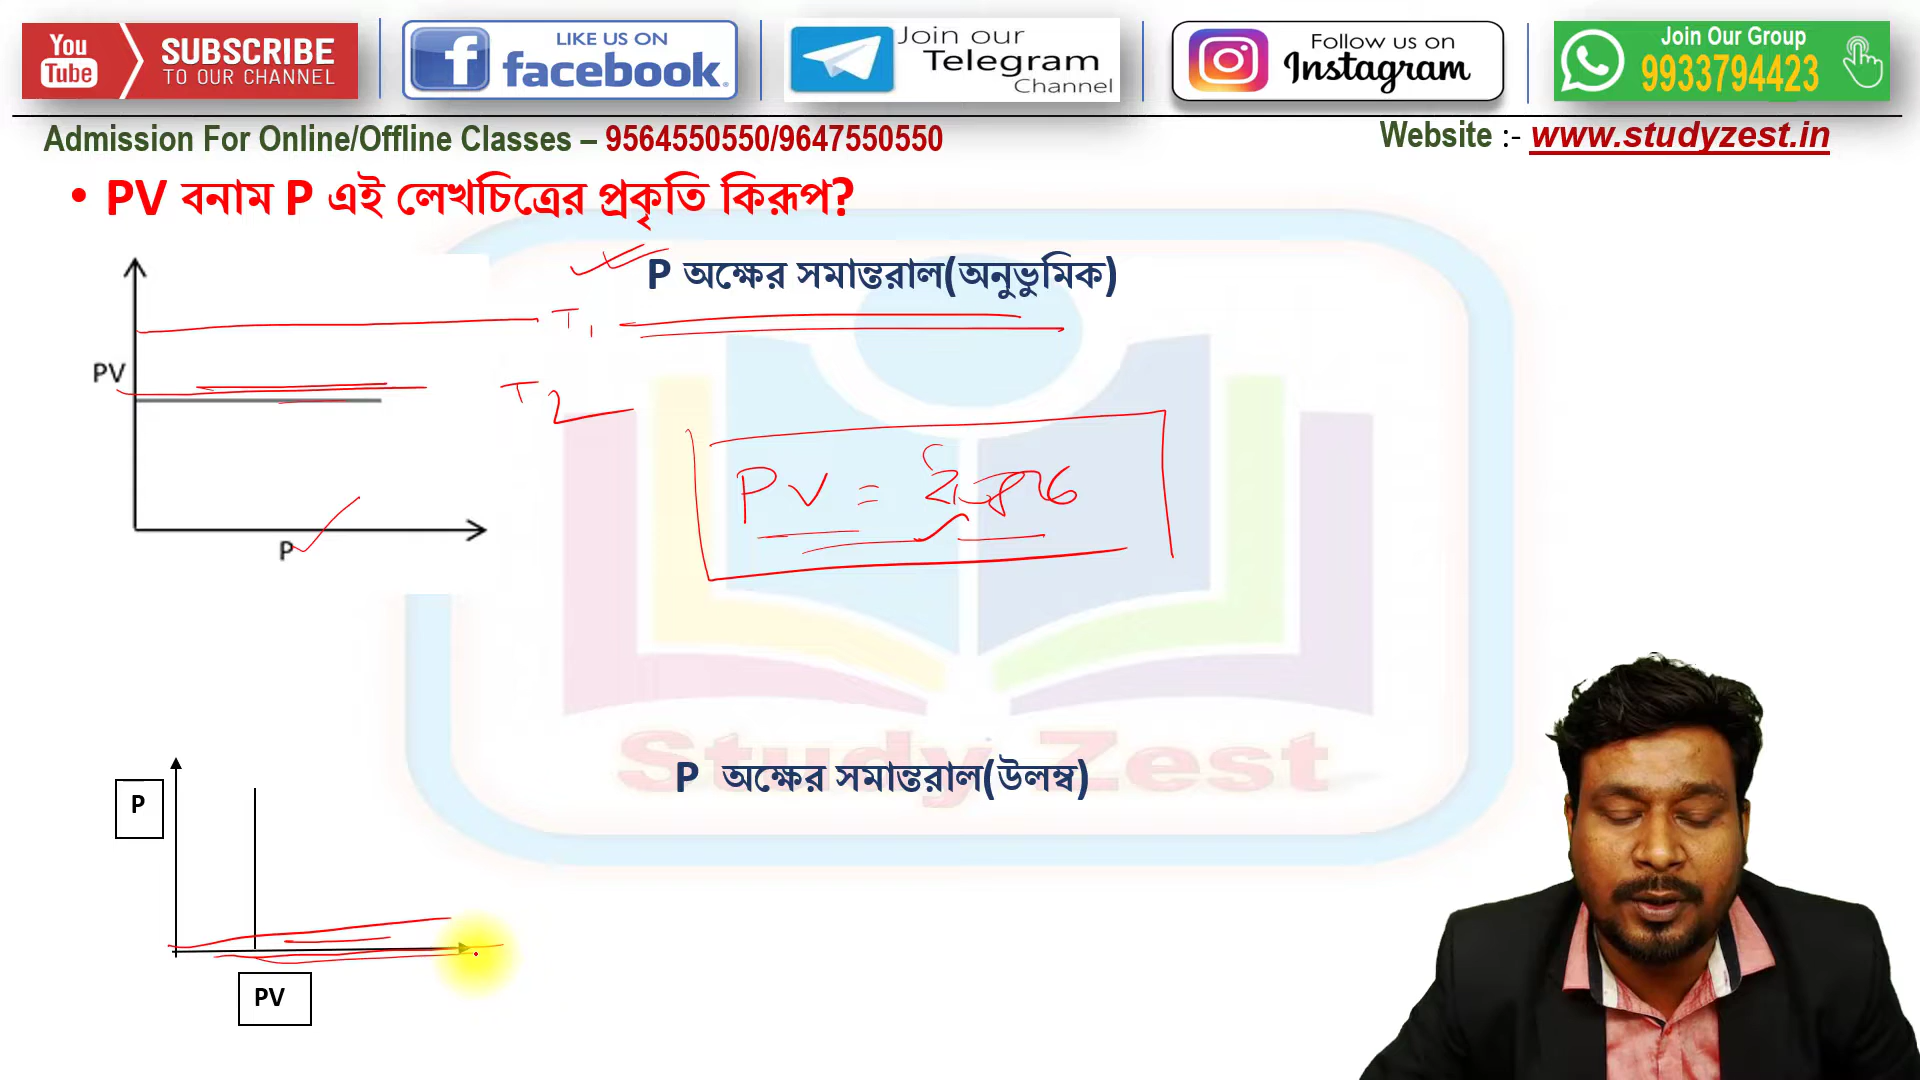 You Tube SUBSCRIBE TO OUR CHANNEL
LIKE US ON facebook.
Join our Telegram Channel
Follow us on Instagram
Join Our Group 9933794423
Admission For Online/Offline Classes – 9564550550/9647550550
Website :- www.studyzest.in
• PV বনাম P এই লেখচিত্রের প্রকৃতি কিরূপ?
P অক্ষের সমান্তরাল(অনুভুমিক)
T1
PV
T2
PV =
P
Study Zest
P অক্ষের সমান্তরাল(উলম্ব)
P
PV